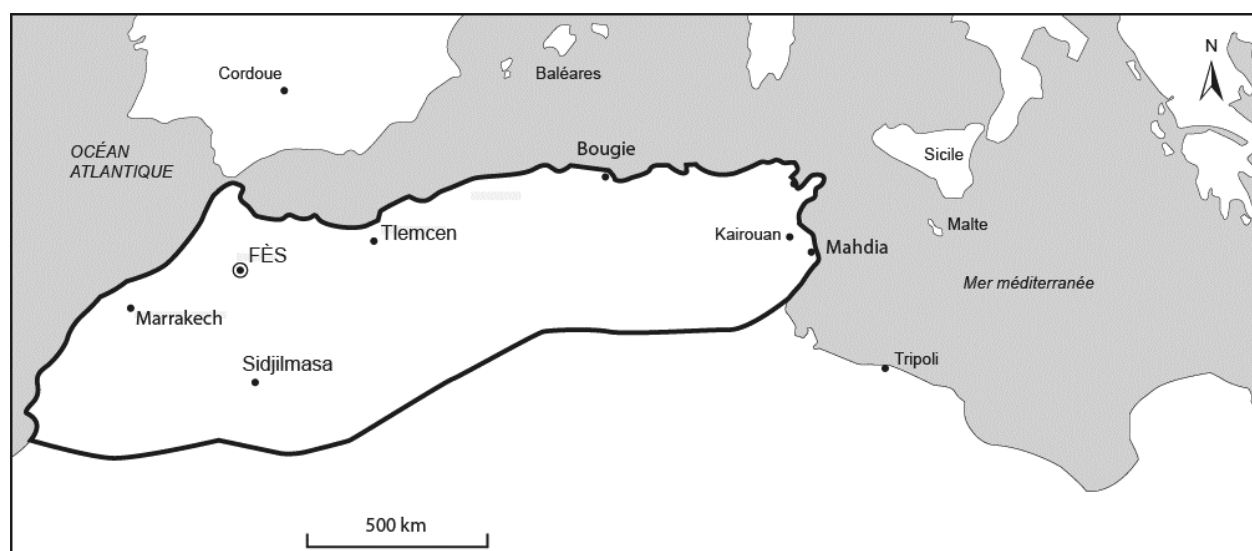 N
Cordoue
Baléares
OCÉAN
ATLANTIQUE
Bougie
Sicile
Tlemcen
Malte
Kairouan
Mahdia
FÈS
Mer méditerranée
Marrakech
Sidjilmasa
Tripoli
500 km